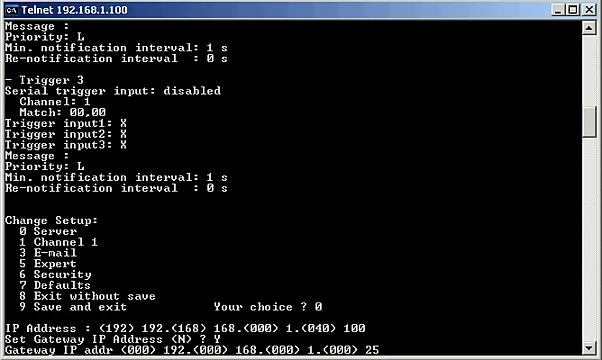 Telnet 192.168.1.100
Message :
Priority: L
Min. notification interval: 1 s
Re-notification interval : 0 s
- Trigger 3
Serial trigger input: disabled
Channel: 1
Match: 00,00
Trigger input1: X
Trigger input2: X
Trigger input3: X
Message :
Priority: L
Min. notification interval: 1 s
Re-notification interval : 0 s
Change Setup:
0 Server
1 Channel 1
3 E-mail
5 Expert
6 Security
7 Defaults
8 Exit without save
9 Save and exit Your choice ? 0
IP Address : (192) 192.(168) 168.(000) 1.(040) 100
Set Gateway IP Address (N) ? Y
Gateway IP addr (000) 192.(000) 168.(000) 1.(000) 25